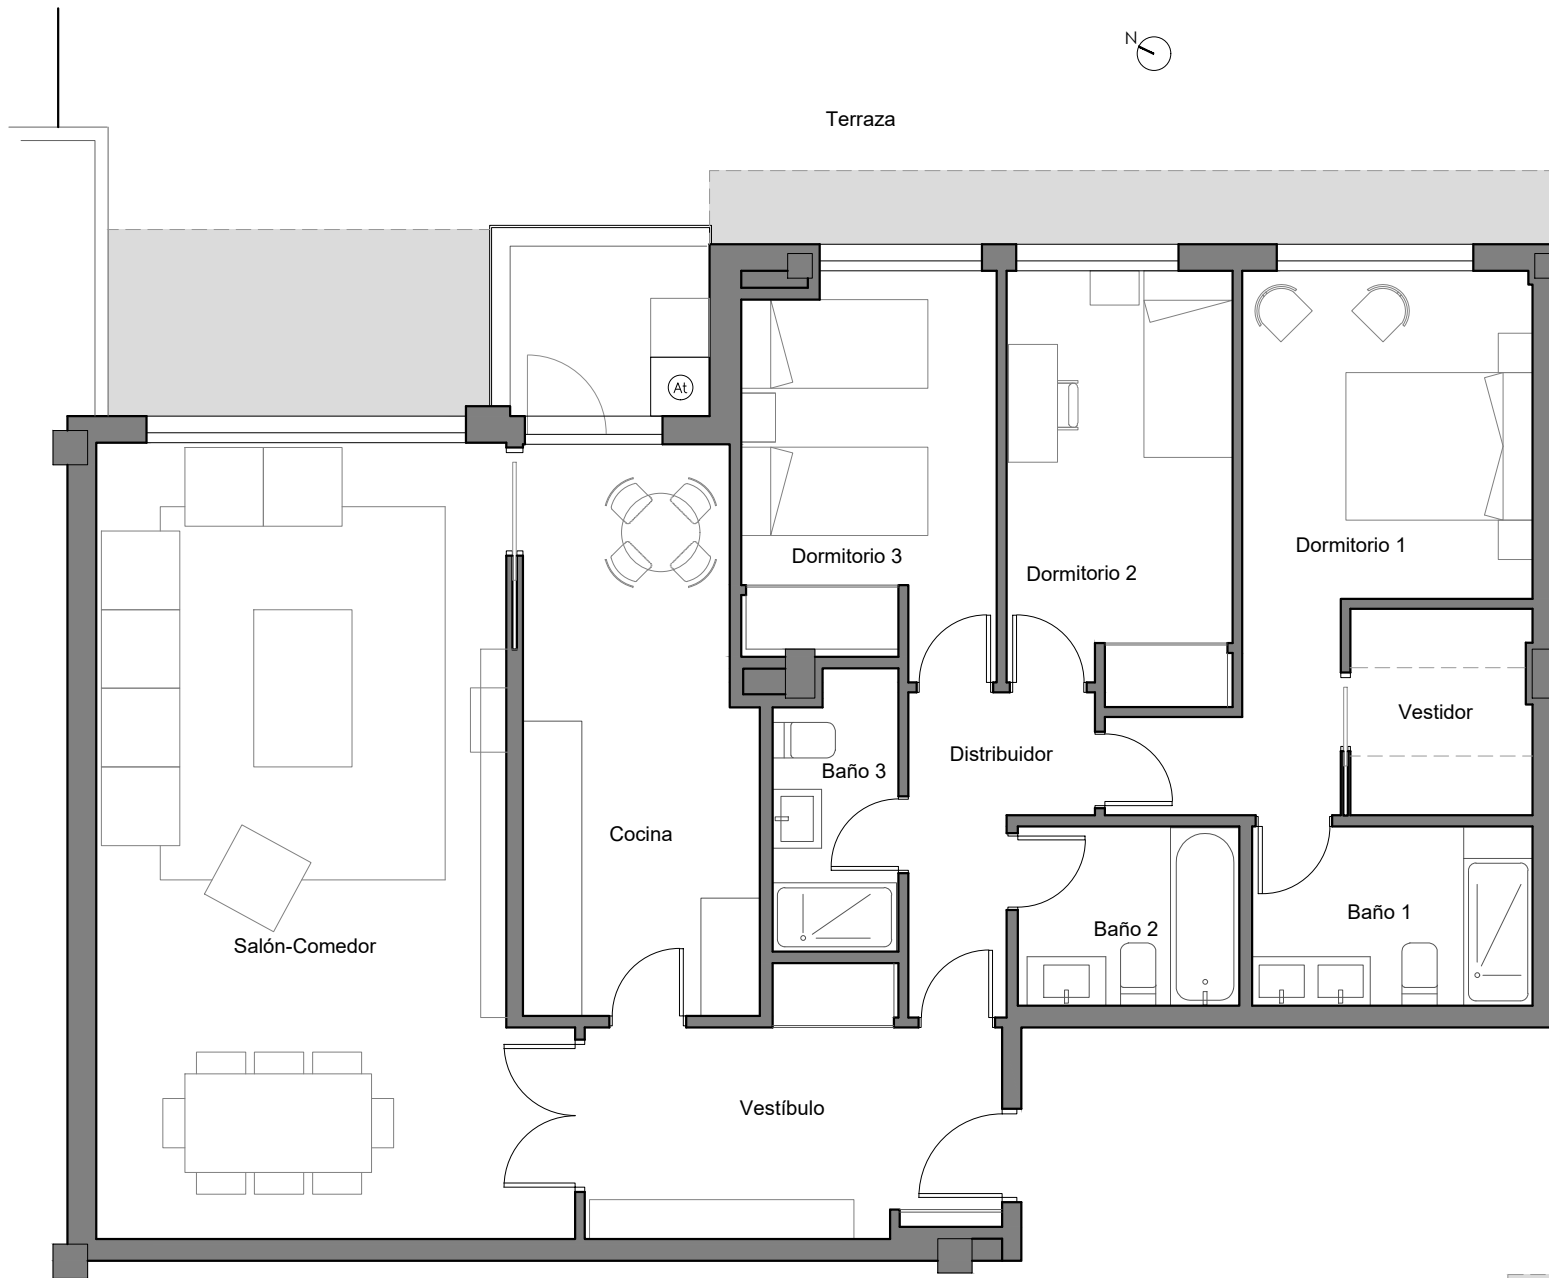 N
Terraza
At
Dormitorio 3
Dormitorio 2
Dormitorio 1
Vestidor
Distribuidor
Baño 3
Cocina
Baño 1
Baño 2
Salón-Comedor
Vestíbulo